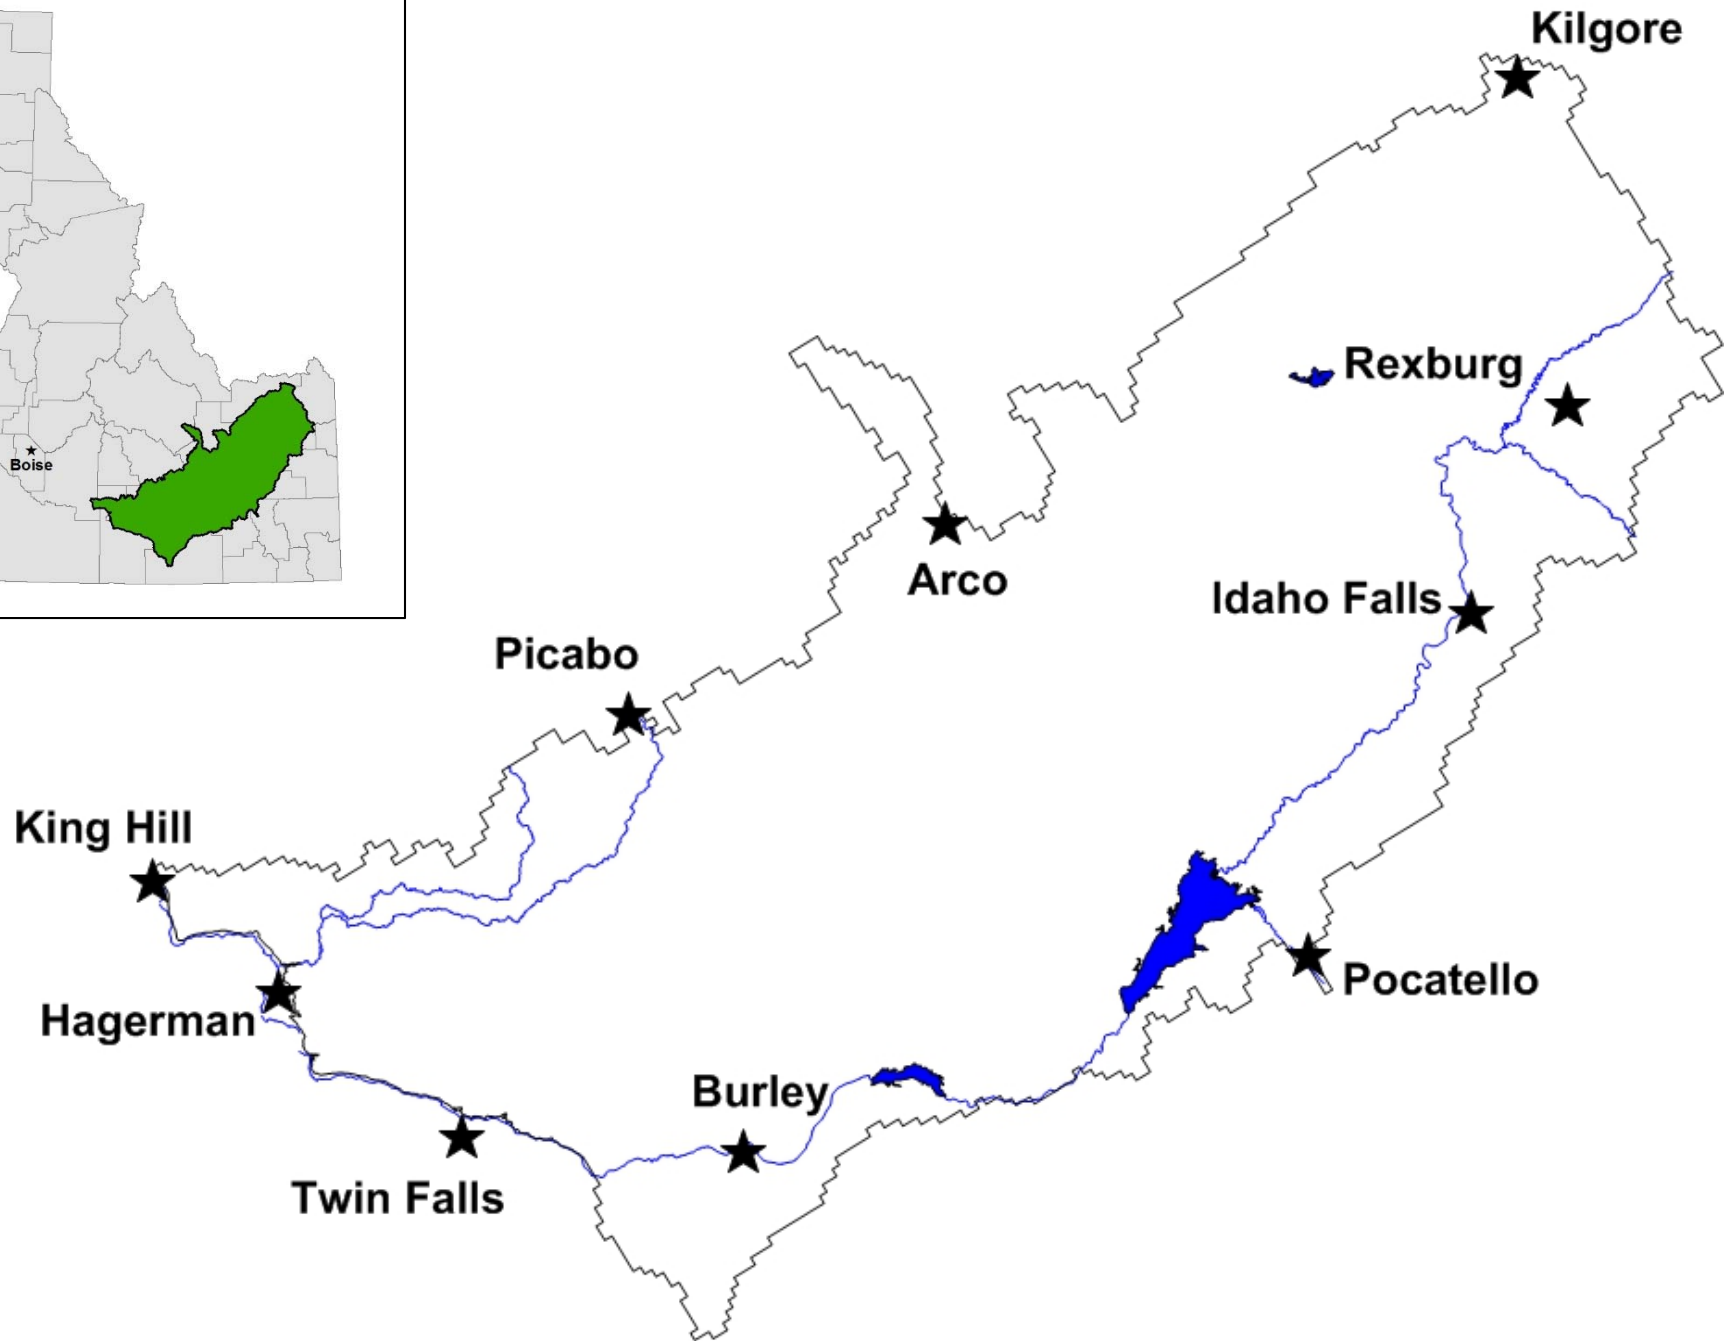 Kilgore
Rexburg
Boise
Arco
Idaho Falls
Picabo
King Hill
Pocatello
Hagerman
Burley
Twin Falls